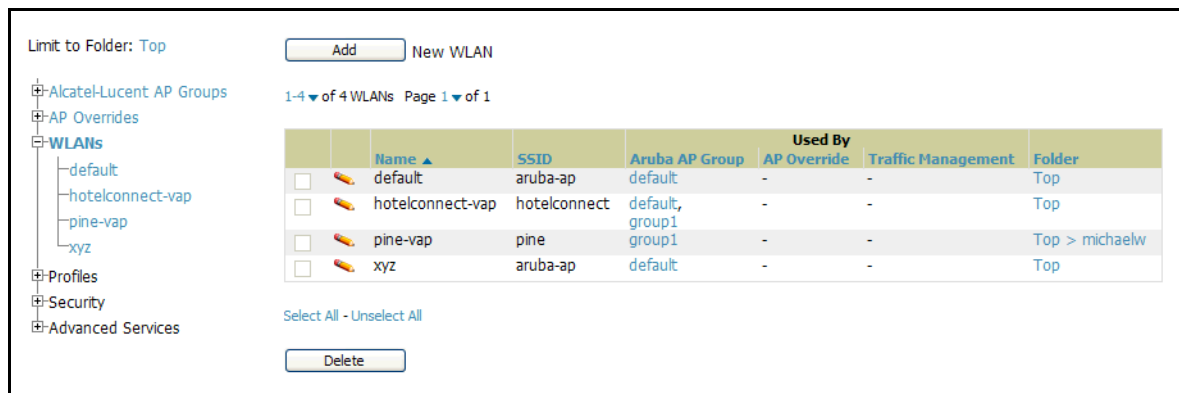 Limit to Folder: Top
Alcatel-Lucent AP Groups
AP Overrides
WLANs
default
hotelconnect-vap
pine-vap
xyz
Profiles
Security
Advanced Services
Add New WLAN
1-4 of 4 WLANs Page 1 of 1
Used By
Name SSID Aruba AP Group AP Override Traffic Management Folder
default aruba-ap default - - Top
hotelconnect-vap hotelconnect default, - - Top
group1
pine-vap pine group1 - - Top > michaelw
xyz aruba-ap default - - Top
Select All - Unselect All
Delete